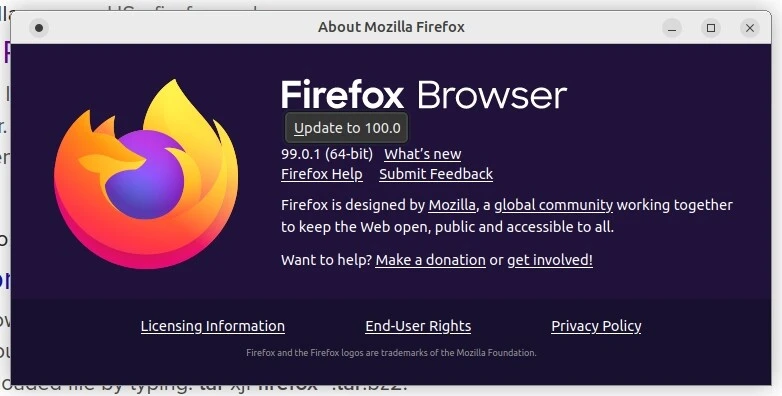 About Mozilla Firefox
Firefox Browser
Update to 100.0
99.0.1 (64-bit) What's new
Firefox Help Submit Feedback
Firefox is designed by Mozilla, a global community working together
to keep the Web open, public and accessible to all.
Want to help? Make a donation or get involved!
Licensing Information End-User Rights Privacy Policy
Firefox and the Firefox logos are trademarks of the Mozilla Foundation.